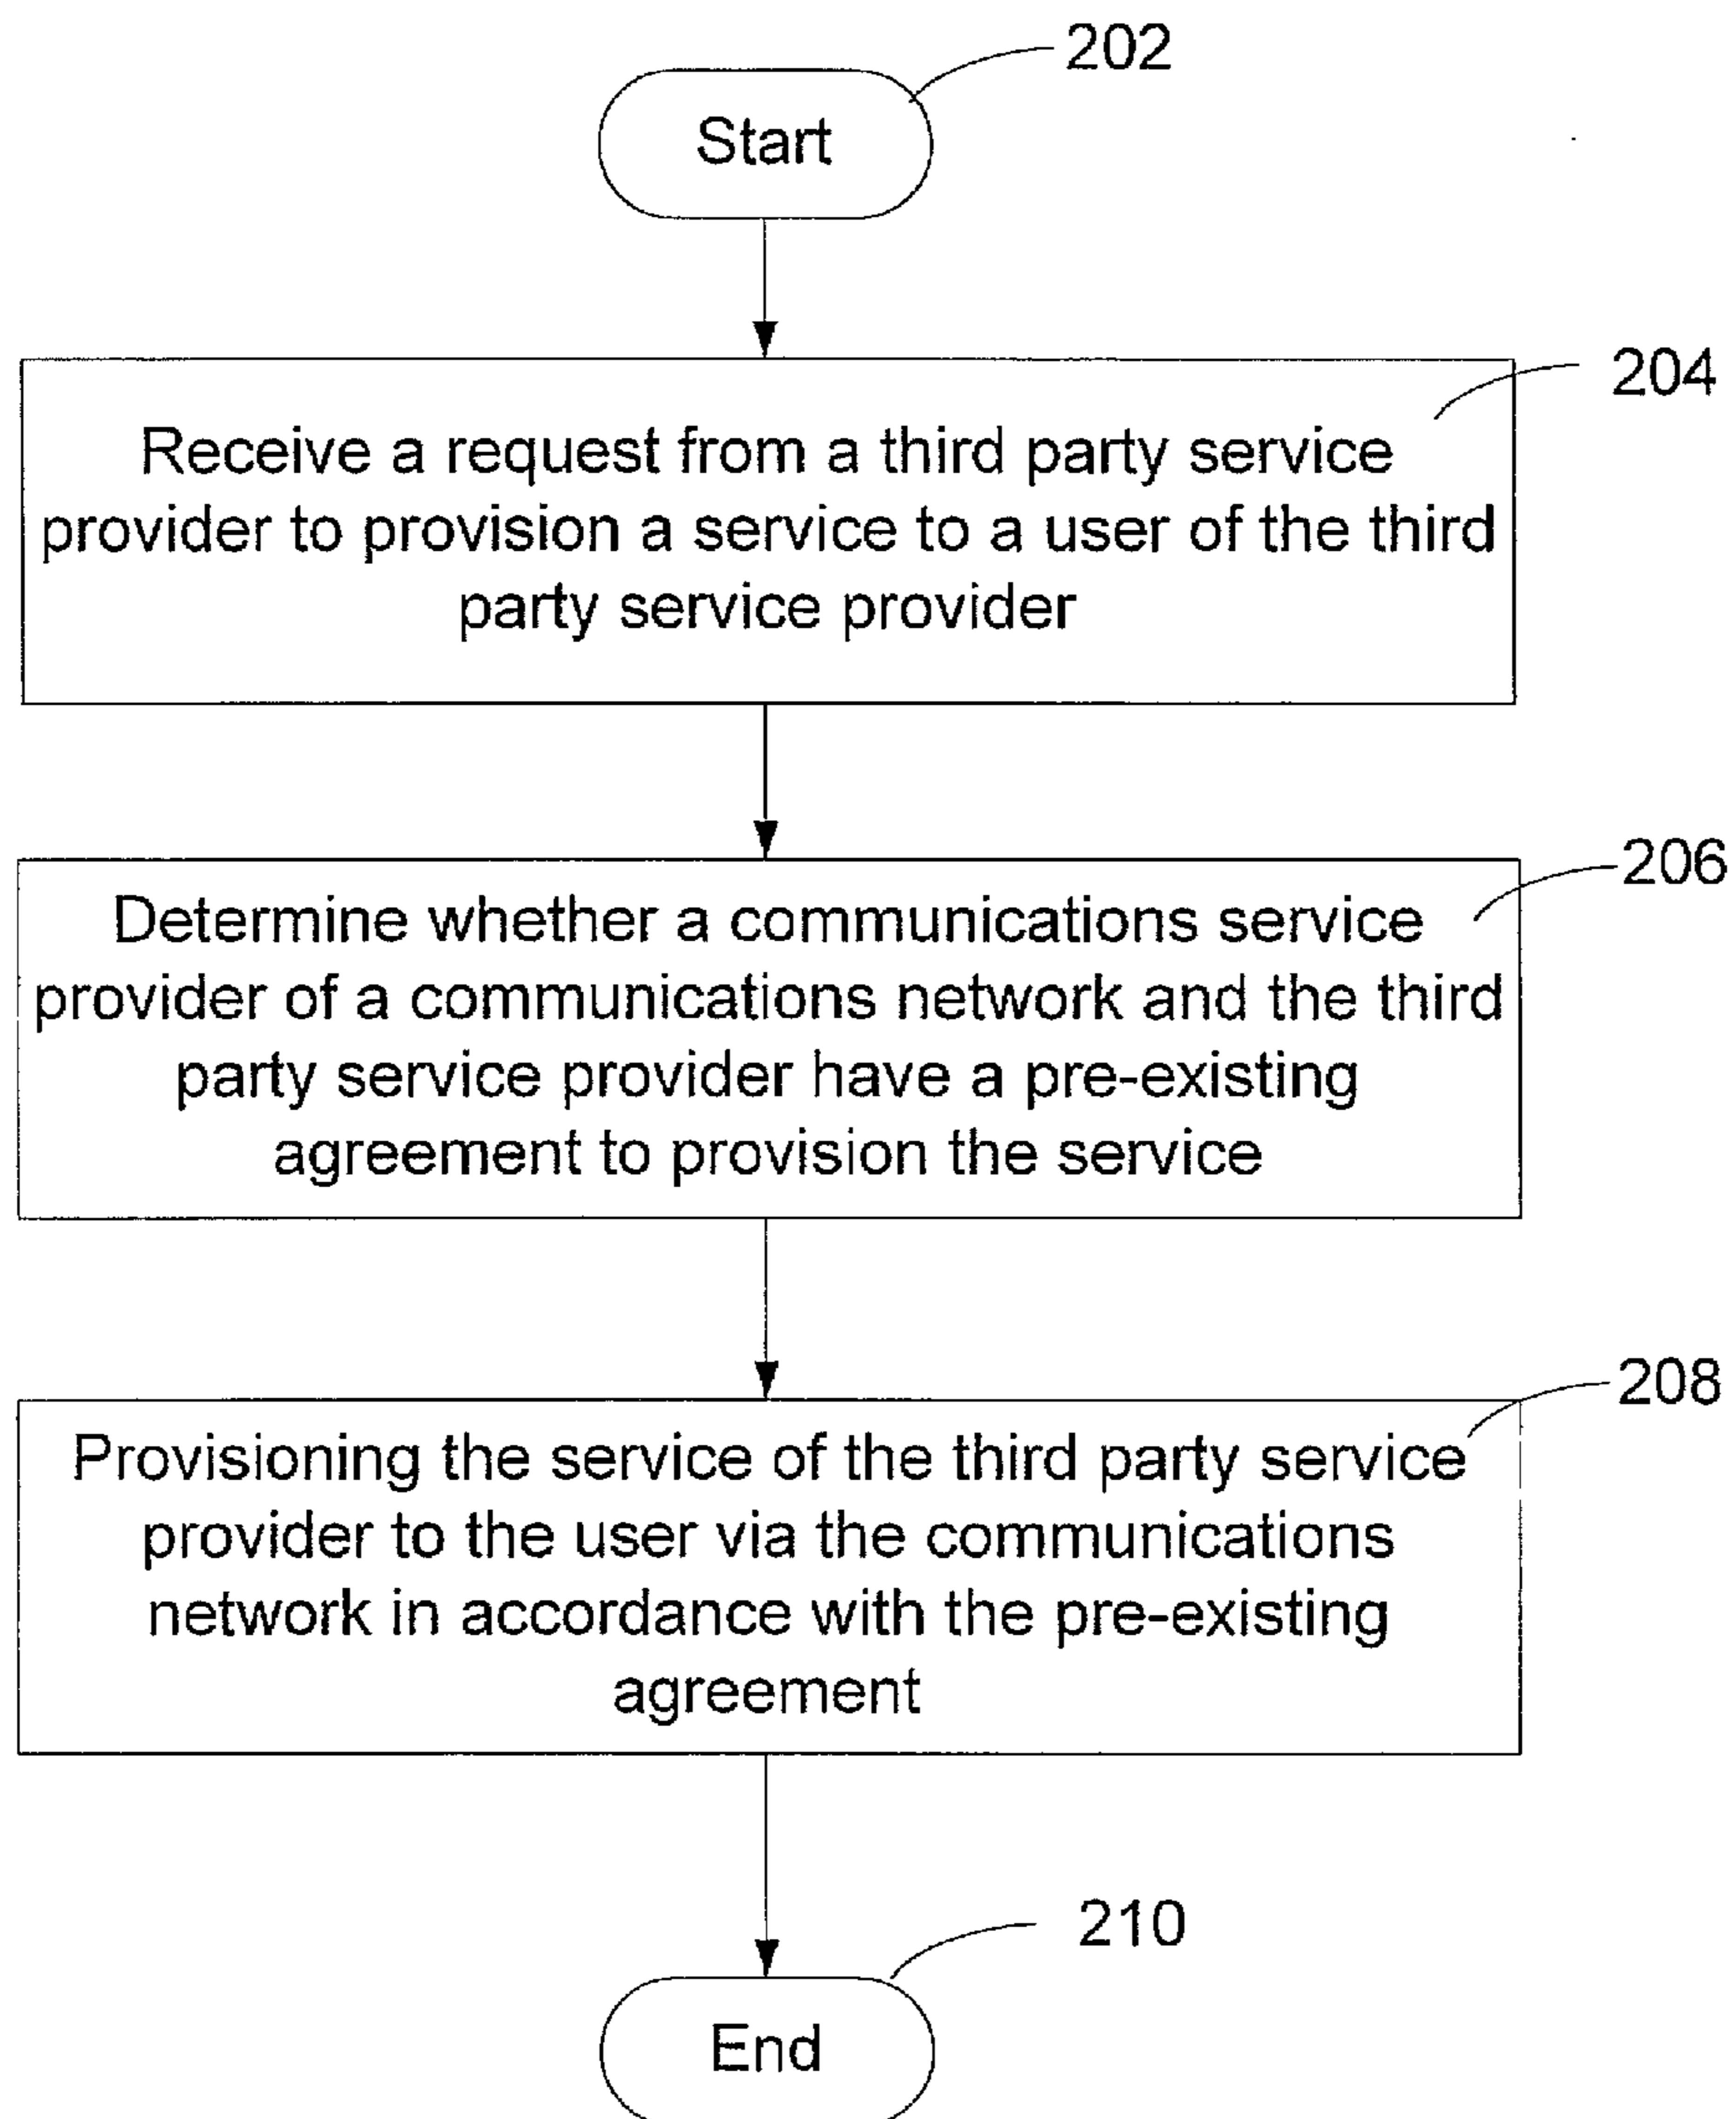 202
Start
204
Receive a request from a third party service
provider to provision a service to a user of the third
party service provider
206
Determine whether a communications service
provider of a communications network and the third
party service provider have a pre-existing
agreement to provision the service
208
Provisioning the service of the third party service
provider to the user via the communications
network in accordance with the pre-existing
agreement
210
End